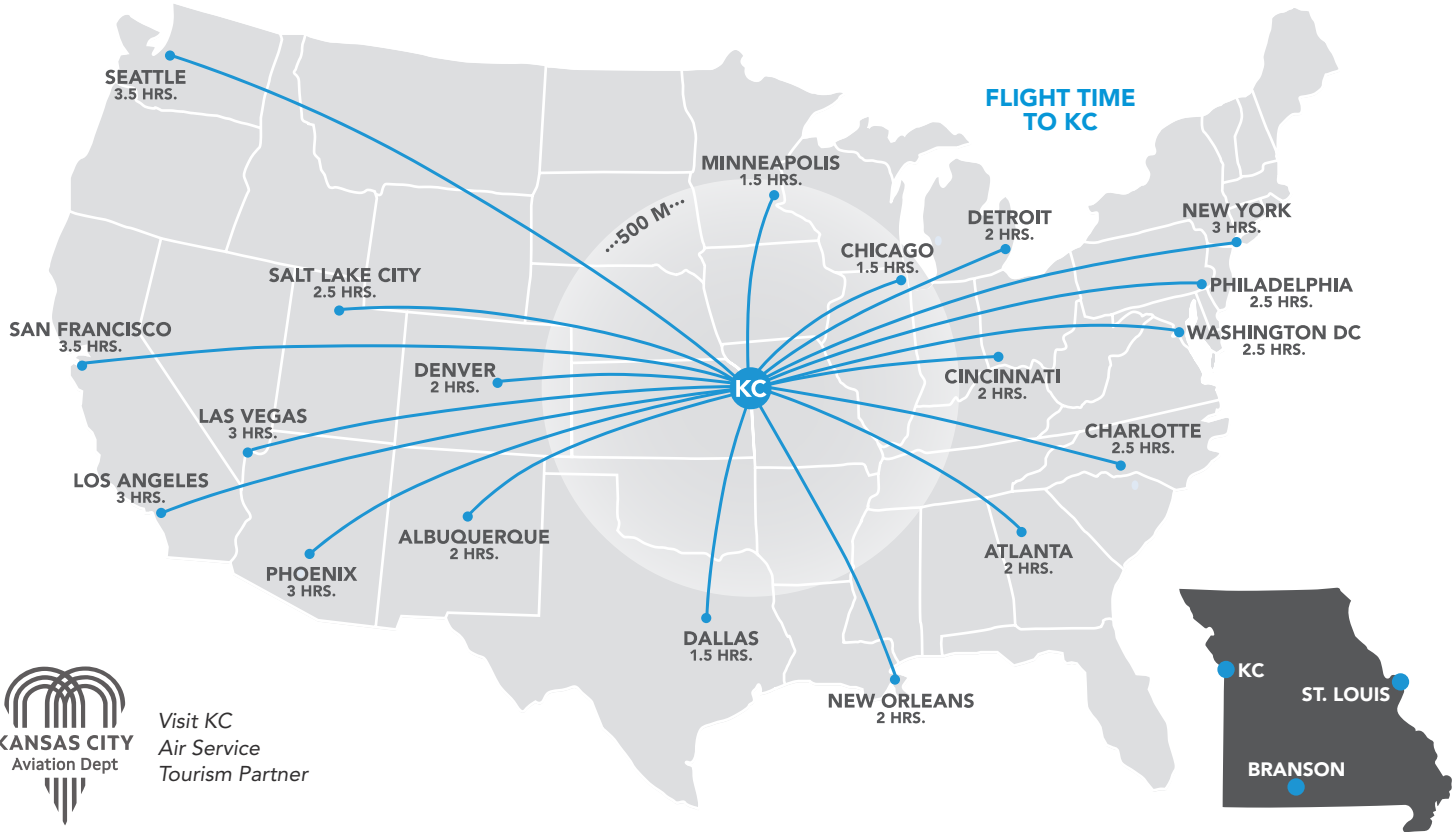 SEATTLE
3.5 HRS.
FLIGHT TIME
TO KC
MINNEAPOLIS
1.5 HRS.
...500 M...
DETROIT
2 HRS.
NEW YORK
3 HRS.
CHICAGO
1.5 HRS.
SALT LAKE CITY
2.5 HRS.
PHILADELPHIA
2.5 HRS.
SAN FRANCISCO
3.5 HRS.
WASHINGTON DC
2.5 HRS.
DENVER
2 HRS.
KC
CINCINNATI
2 HRS.
LAS VEGAS
3 HRS.
CHARLOTTE
2.5 HRS.
LOS ANGELES
3 HRS.
ALBUQUERQUE
2 HRS.
ATLANTA
2 HRS.
PHOENIX
3 HRS.
DALLAS
1.5 HRS.
NEW ORLEANS
2 HRS.
KC
ST. LOUIS
BRANSON
KANSAS CITY
Aviation Dept
Visit KC
Air Service
Tourism Partner